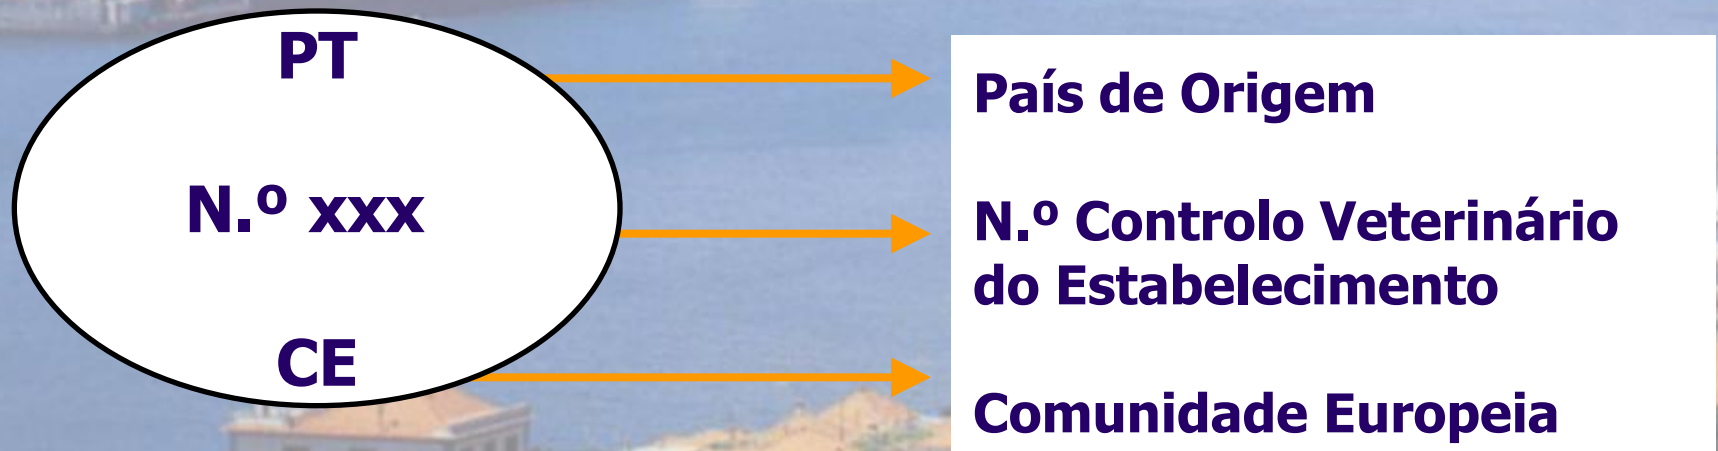 PT
N.º xxx
CE
País de Origem
N.º Controlo Veterinário
do Estabelecimento
Comunidade Europeia